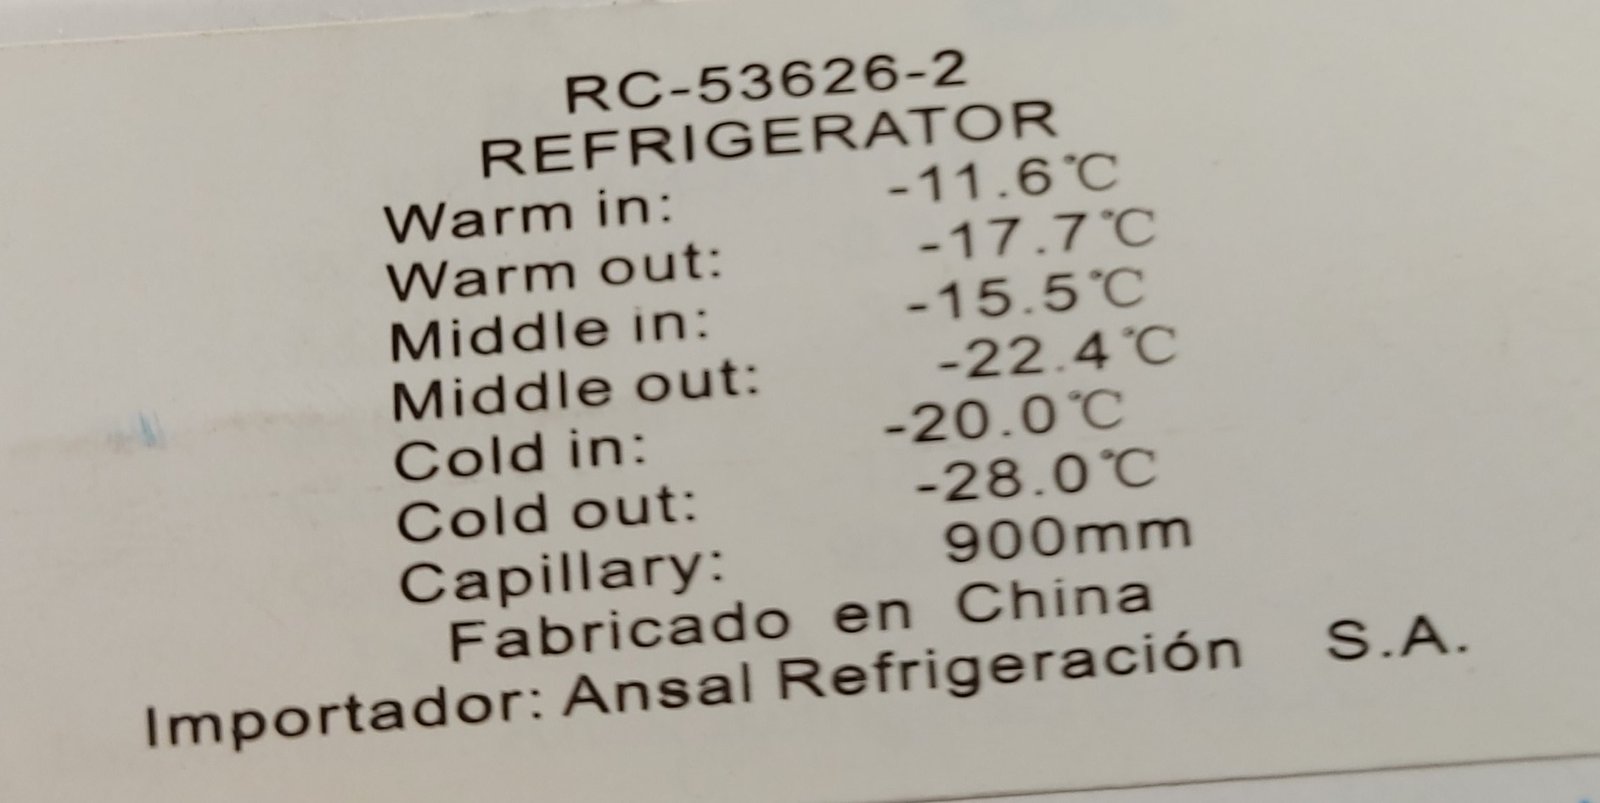 RC-53626-2
REFRIGERATOR
Warm in: -11.6℃
Warm out: -17.7℃
Middle in: -15.5℃
Middle out: -22.4℃
Cold in: -20.0℃
Cold out: -28.0℃
Capillary: 900mm
Fabricado en China
Importador: Ansal Refrigeración S.A.